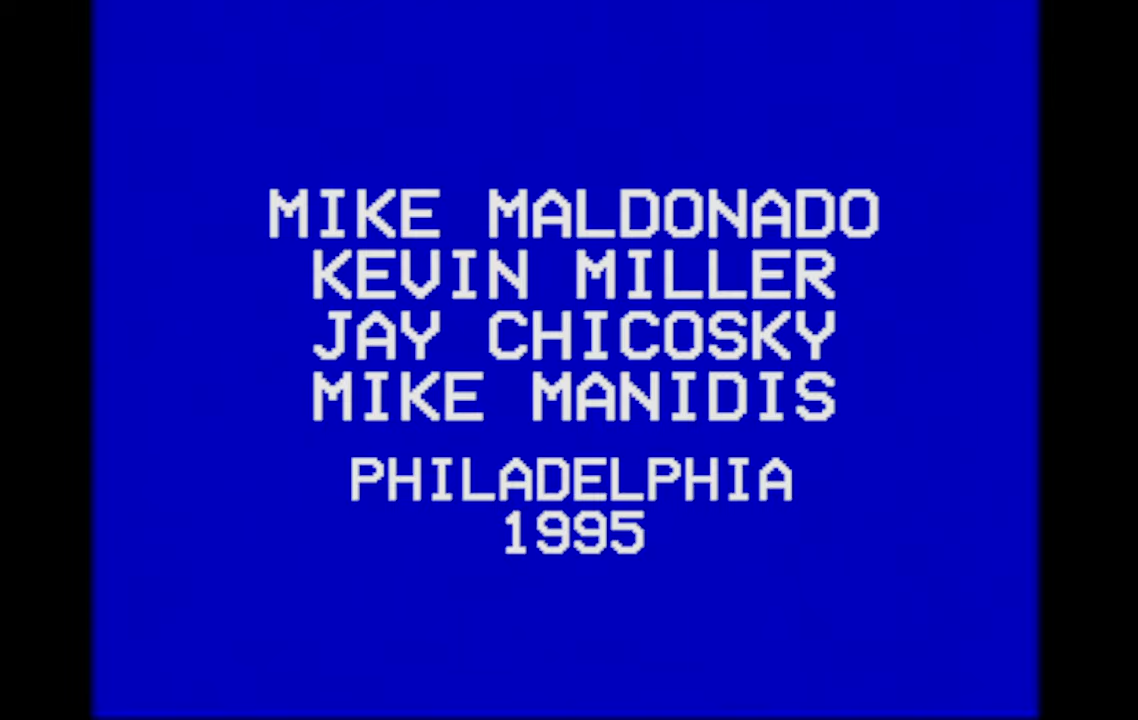 MIKE MALDONADO
KEVIN MILLER
JAY CHICOSKY
MIKE MANIDIS
PHILADELPHIA
1995